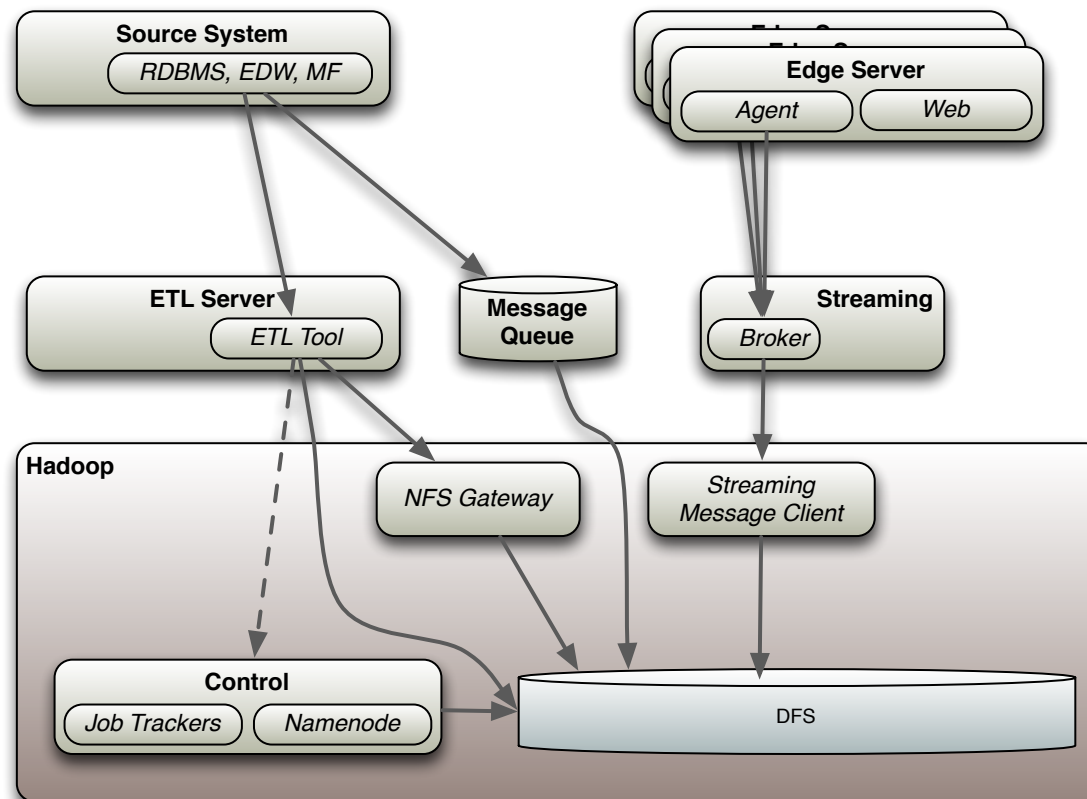 Source System
RDBMS, EDW, MF
Edge Server
Agent
Web
ETL Server
ETL Tool
Message
Queue
Streaming
Broker
Hadoop
NFS Gateway
Streaming
Message Client
Control
Job Trackers
Namenode
DFS